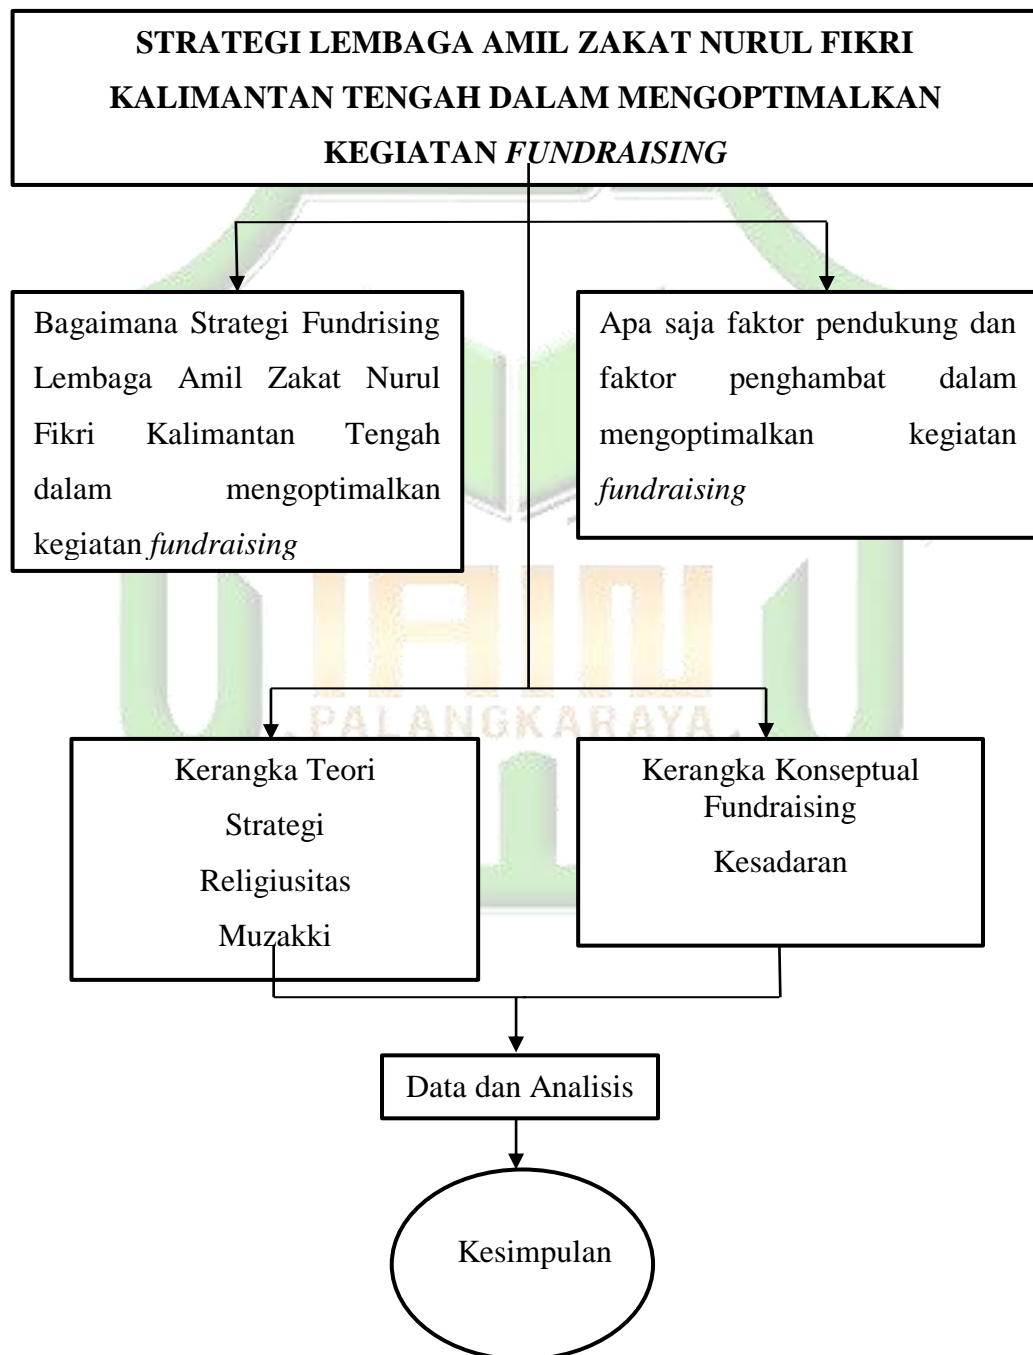 STRATEGI LEMBAGA AMIL ZAKAT NURUL FIKRI
KALIMANTAN TENGAH DALAM MENGOPTIMALKAN
KEGIATAN FUNDRAISING
Bagaimana Strategi Fundrising
Lembaga Amil Zakat Nurul
Fikri Kalimantan Tengah
dalam mengoptimalkan
kegiatan fundraising
Apa saja faktor pendukung dan
faktor penghambat dalam
mengoptimalkan kegiatan
fundraising
IAIN
PALANGKARAYA
Kerangka Teori
Strategi
Religiusitas
Muzakki
Kerangka Konseptual
Fundraising
Kesadaran
Data dan Analisis
Kesimpulan